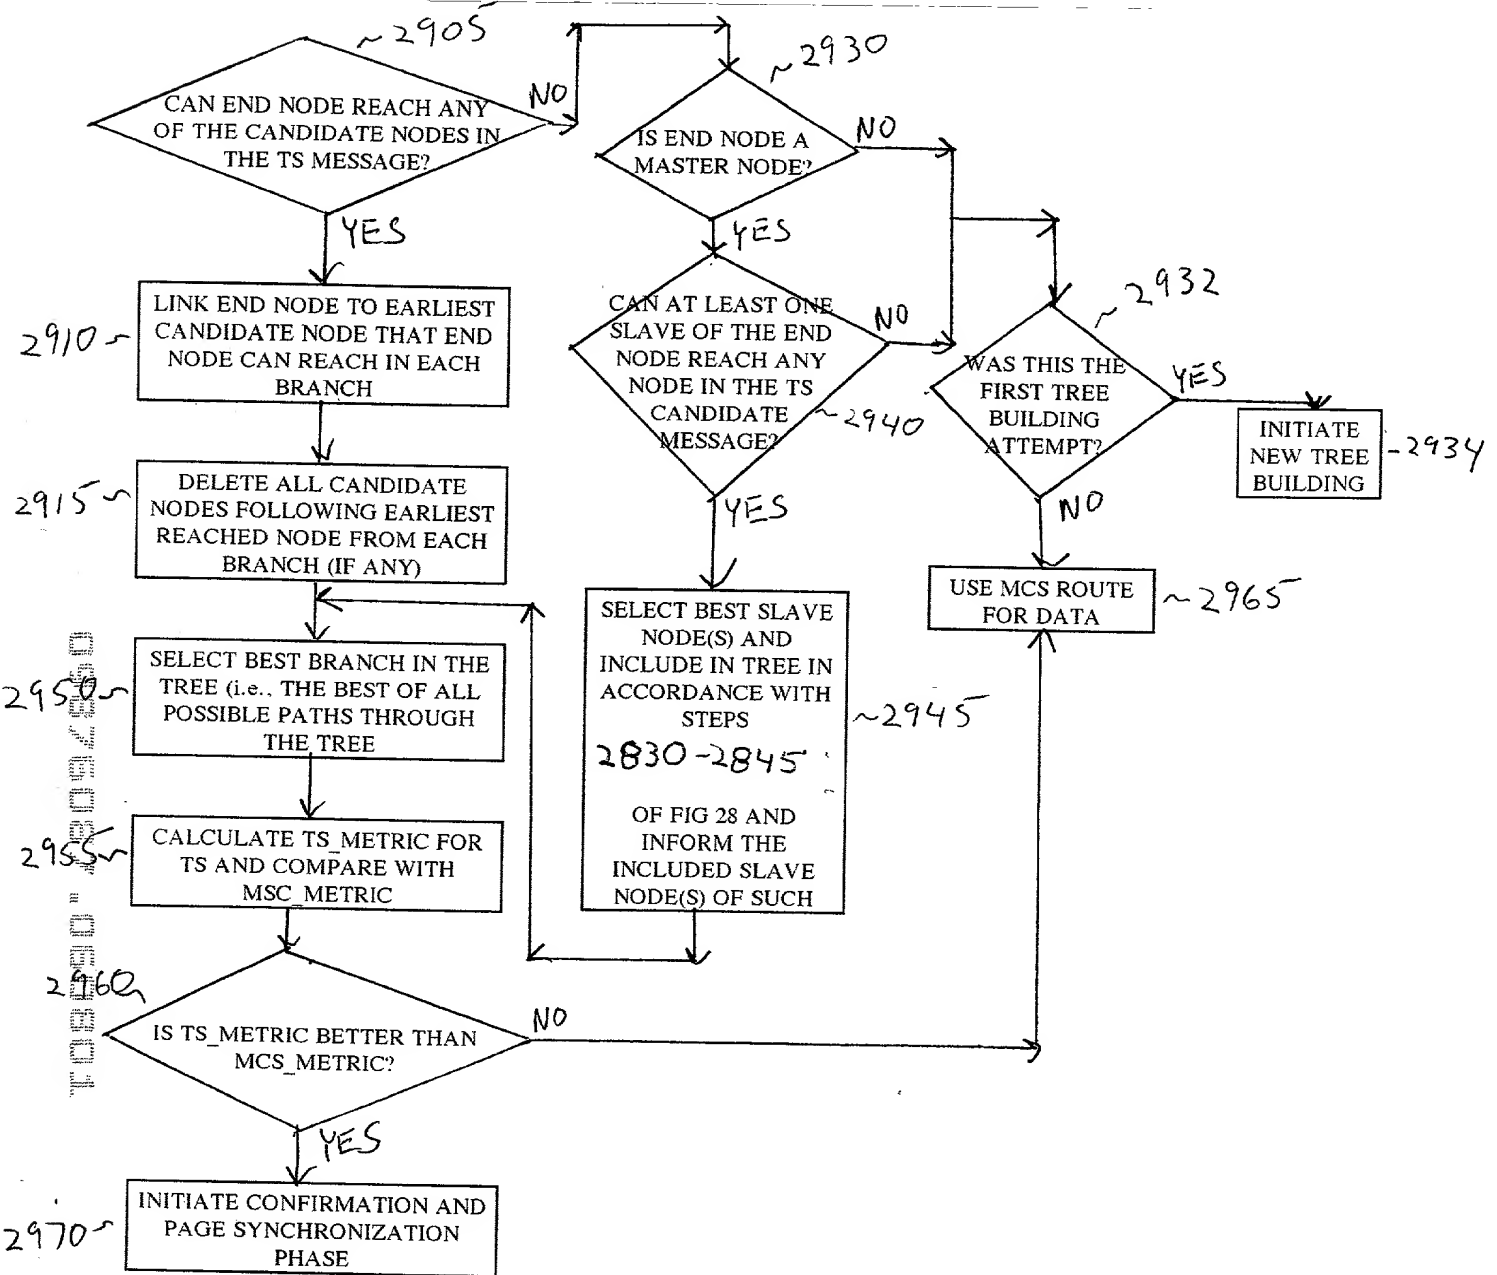 ~2905
CAN END NODE REACH ANY
OF THE CANDIDATE NODES IN
THE TS MESSAGE?
NO
YES
2910~
LINK END NODE TO EARLIEST
CANDIDATE NODE THAT END
NODE CAN REACH IN EACH
BRANCH
2915~
DELETE ALL CANDIDATE
NODES FOLLOWING EARLIEST
REACHED NODE FROM EACH
BRANCH (IF ANY)
2950~
SELECT BEST BRANCH IN THE
TREE (i.e., THE BEST OF ALL
POSSIBLE PATHS THROUGH
THE TREE
2955~
CALCULATE TS_METRIC FOR
TS AND COMPARE WITH
MSC_METRIC
2960~
IS TS_METRIC BETTER THAN
MCS_METRIC?
NO
YES
2970~
INITIATE CONFIRMATION AND
PAGE SYNCHRONIZATION
PHASE
~2930
IS END NODE A
MASTER NODE?
NO
YES
CAN AT LEAST ONE
SLAVE OF THE END
NODE REACH ANY
NODE IN THE TS
CANDIDATE
MESSAGE?
~2940
NO
YES
SELECT BEST SLAVE
NODE(S) AND
INCLUDE IN TREE IN
ACCORDANCE WITH
STEPS
2830-2845
OF FIG 28 AND
INFORM THE
INCLUDED SLAVE
NODE(S) OF SUCH
~2945
~2932
WAS THIS THE
FIRST TREE
BUILDING
ATTEMPT?
YES
NO
INITIATE
NEW TREE
BUILDING
-2934
USE MCS ROUTE
FOR DATA
~2965